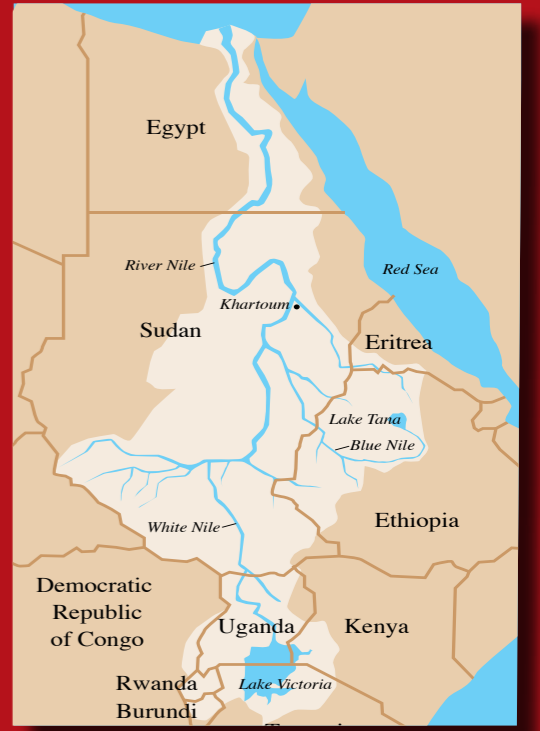 Egypt
River Nile
Red Sea
Khartoum
Sudan
Eritrea
Lake Tana
Blue Nile
Ethiopia
White Nile
Democratic
Republic
of Congo
Uganda
Kenya
Rwanda
Lake Victoria
Burundi